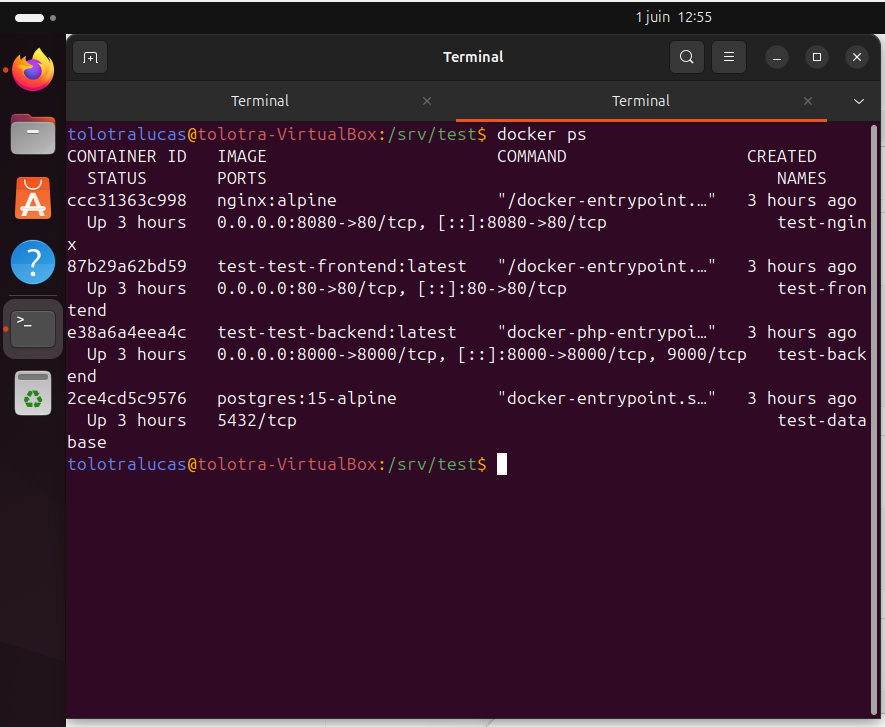 1 juin 12:55
Terminal
Terminal
Terminal
tolotralucas@tolotra-VirtualBox:/srv/test$ docker ps
CONTAINER ID   IMAGE                       COMMAND                  CREATED
  STATUS       PORTS                                                   NAMES
ccc31363c998   nginx:alpine                "/docker-entrypoint.…"   3 hours ago
  Up 3 hours   0.0.0.0:8080->80/tcp, [::]:8080->80/tcp                 test-ngin
x
87b29a62bd59   test-test-frontend:latest   "/docker-entrypoint.…"   3 hours ago
  Up 3 hours   0.0.0.0:80->80/tcp, [::]:80->80/tcp                     test-fron
tend
e38a6a4eea4c   test-test-backend:latest    "docker-php-entrypoi…"   3 hours ago
  Up 3 hours   0.0.0.0:8000->8000/tcp, [::]:8000->8000/tcp, 9000/tcp   test-back
end
2ce4cd5c9576   postgres:15-alpine          "docker-entrypoint.s…"   3 hours ago
  Up 3 hours   5432/tcp                                                test-data
base
tolotralucas@tolotra-VirtualBox:/srv/test$